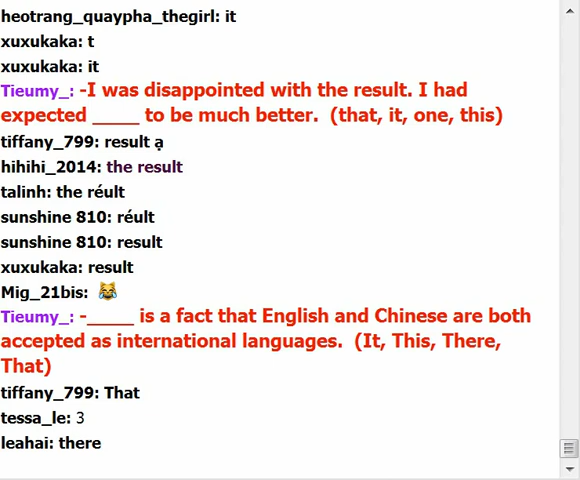 heotrang_quaypha_thegirl: it
xuxukaka: t
xuxukaka: it
Tieumy_: -I was disappointed with the result. I had
expected ____ to be much better.  (that, it, one, this)
tiffany_799: result ạ
hihihi_2014: the result
talinh: the réult
sunshine 810: réult
sunshine 810: result
xuxukaka: result
Mig_21bis: 😹
Tieumy_: -____ is a fact that English and Chinese are both
accepted as international languages.  (It, This, There,
That)
tiffany_799: That
tessa_le: 3
leahai: there